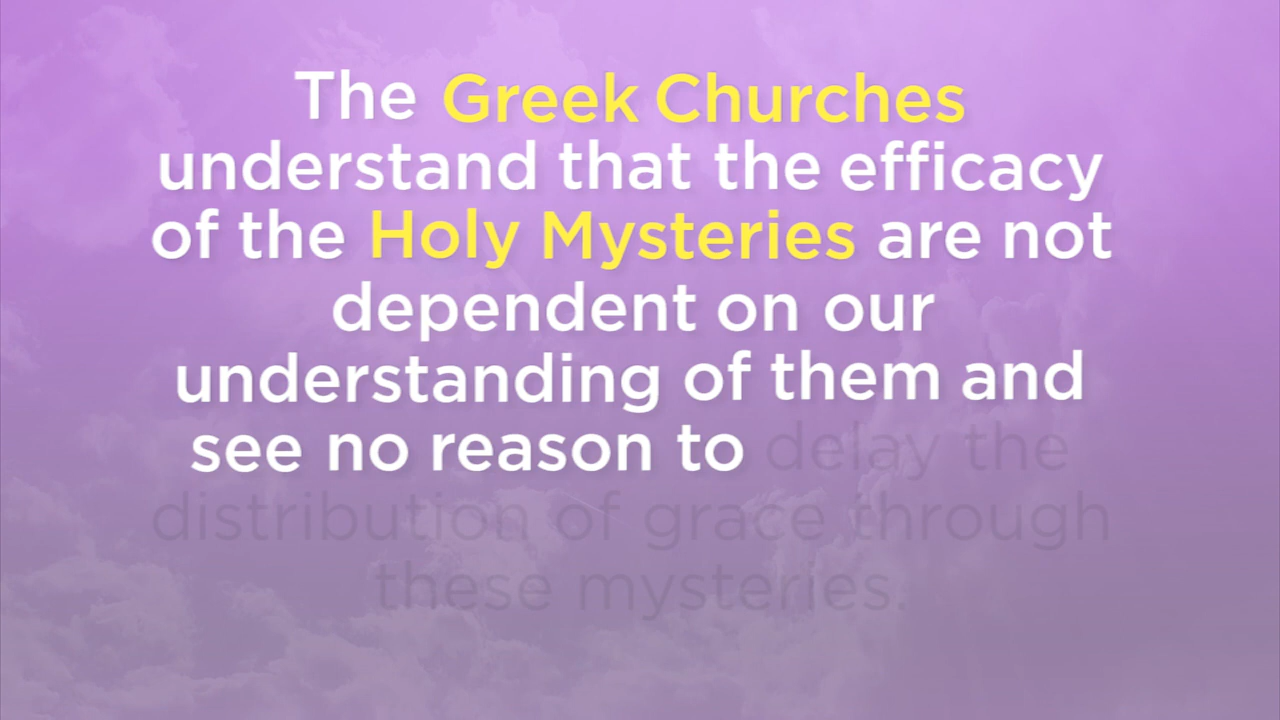 The Greek Churches
understand that the efficacy
of the Holy Mysteries are not
dependent on our
understanding of them and
see no reason to delay the
distribution of grace through
these mysteries.